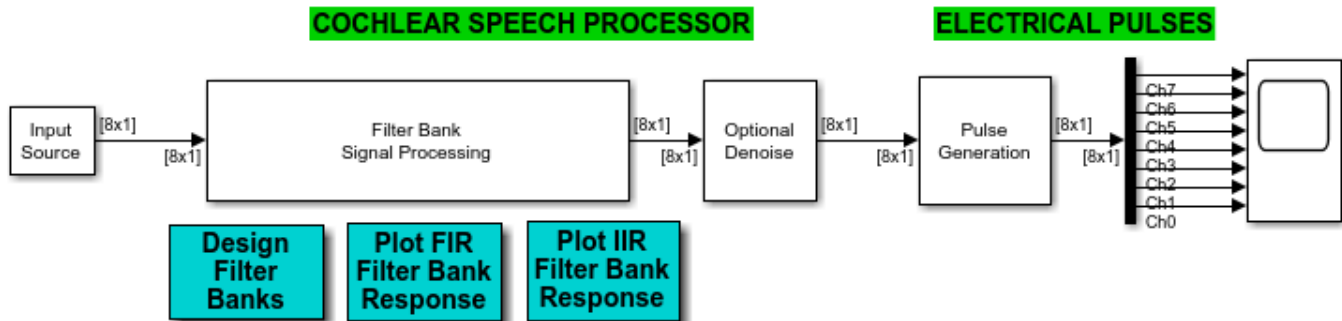 COCHLEAR SPEECH PROCESSOR
ELECTRICAL PULSES
Input
Source
[8x1]
[8x1]
Filter Bank
Signal Processing
[8x1]
[8x1]
Optional
Denoise
[8x1]
[8x1]
Pulse
Generation
[8x1]
[8x1]
Ch7
Ch6
Ch5
Ch4
Ch3
Ch2
Ch1
Ch0
Design
Filter
Banks
Plot FIR
Filter Bank
Response
Plot IIR
Filter Bank
Response